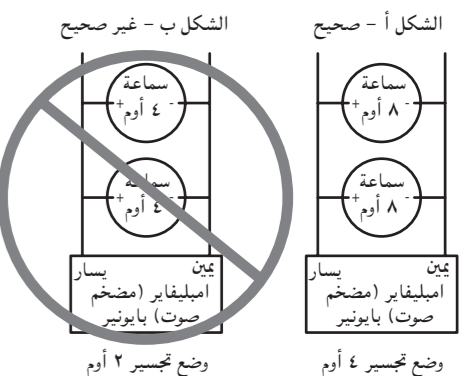 الشكل أ – صحيح
سماعة
+ ٨ أوم -
سماعة
+ ٨ أوم -
يمين يسار
امبليفاير (مضخم
صوت) بايونير
وضع تجسير ٤ أوم
الشكل ب – غير صحيح
سماعة
+ ٤ أوم -
سماعة
+ ٤ أوم -
يمين يسار
امبليفاير (مضخم
صوت) بايونير
وضع تجسير ٢ أوم